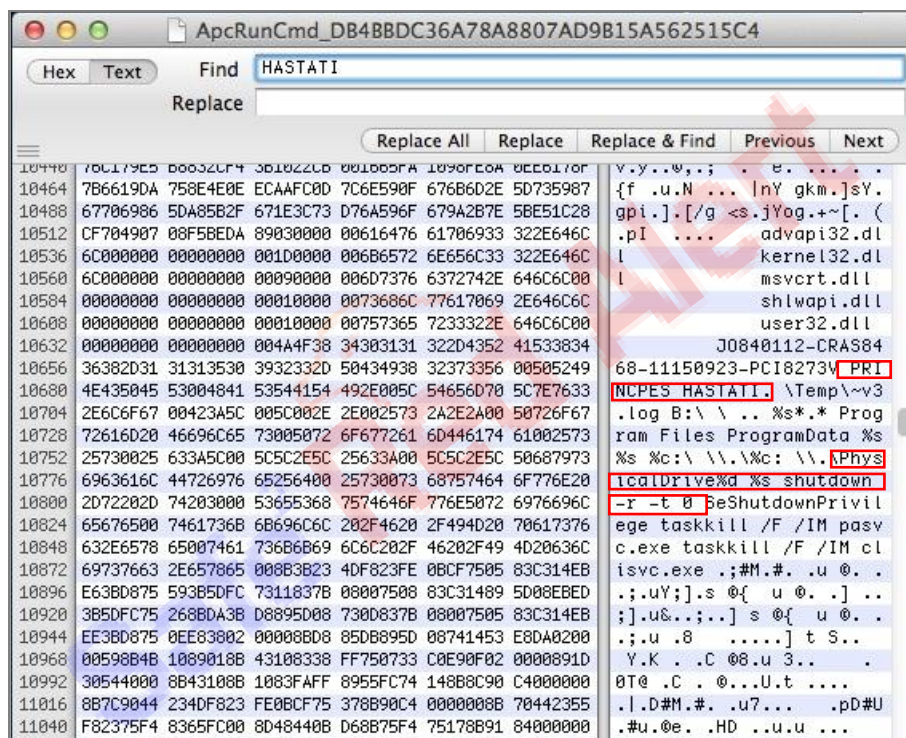 ApcRunCmd_DB4BBDC36A78A8807AD9B15A562515C4
Hex Text Find HASTATI
Replace
Replace All Replace Replace & Find Previous Next
10464 7B6619DA 758E4E0E ECAAFC0D 7C6E590F 676B6D2E 5D735987 {f .u.N ... |nY gkm.]sY.
10488 67706986 5DA85B2F 671E3C73 D76A596F 679A2B7E 5BE51C28 gpi.].[/g <s.jYog.+~[. (
10512 CF704907 08F5BEDA 89030000 00616476 61706933 322E646C .pI .... advapi32.dl
10536 6C000000 00000000 001D0000 006B6572 6E656C33 322E646C l kernel32.dl
10560 6C000000 00000000 00090000 006D7376 6372742E 646C6C00 l msvcrt.dll
10584 00000000 00000000 00010000 0073686C 77617069 2E646C6C shlwapi.dll
10608 00000000 00000000 00010000 00757365 7233322E 646C6C00 user32.dll
10632 00000000 00000000 004A4F38 34303131 322D4352 41533834 JO840112-CRAS84
10656 36382D31 31313530 3932332D 50434938 32373356 00505249 68-11150923-PCI8273V PRI
10680 4E435045 53004841 53544154 492E005C 54656D70 5C7E7633 NCPES HASTATI. \Temp\~v3
10704 2E6C6F67 00423A5C 005C002E 2E002573 2A2E2A00 50726F67 .log B:\ \ .. %s*.* Prog
10728 72616D20 46696C65 73005072 6F677261 6D446174 61002573 ram Files ProgramData %s
10752 25730025 633A5C00 5C5C2E5C 25633A00 5C5C2E5C 50687973 %s %c:\ \\.\%c: \\.\Phys
10776 6963616C 44726976 65256400 25730073 68757464 6F776E20 icalDrive%d %s shutdown
10800 2D72202D 74203000 53655368 7574646F 776E5072 6976696C -r -t 0 SeShutdownPrivil
10824 65676500 7461736B 6B696C6C 202F4620 2F494D20 70617376 ege taskkill /F /IM pasv
10848 632E6578 65007461 736B6B69 6C6C202F 46202F49 4D20636C c.exe taskkill /F /IM cl
10872 69737663 2E657865 008B3B23 4DF823FE 0BCF7505 83C314EB isvc.exe .;#M.#. .u @. .
10896 E63BD875 593B5DFC 7311837B 08007508 83C31489 5D08EBED .;.uY;].s @{ u @. .] ..
10920 3B5DFC75 268BDA3B D8895D08 730D837B 08007505 83C314EB ;].u&..;..] s @{ u @. .
10944 EE3BD875 0EE83802 00008BD8 85DB895D 08741453 E8DA0200 .;.u .8 .....] t S..
10968 00598B4B 1089018B 43108338 FF750733 C0E90F02 0000891D Y.K . .C @8.u 3.. .
10992 30544000 8B43108B 1083FAFF 8955FC74 148B8C90 C4000000 0T@ .C . @...U.t ....
11016 8B7C9044 234DF823 FE0BCF75 378B90C4 0000008B 70442355 .|.D#M.#. .u7... .pD#U
11040 F82375F4 8365FC00 8D48440B D68B75F4 75178B91 84000000 .#u.@e. .HD ..u.u ...
Safe Red Alert